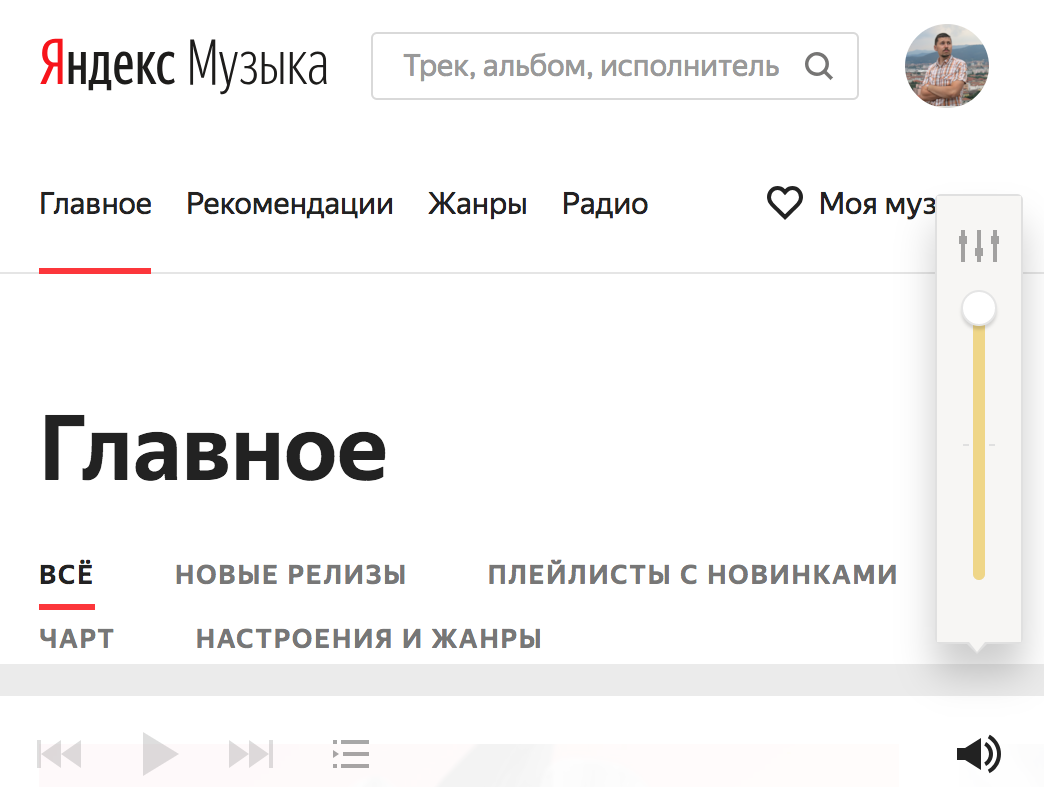 Яндекс Музыка
Трек, альбом, исполнитель
Главное Рекомендации Жанры Радио Моя муз
Главное
ВСЁ НОВЫЕ РЕЛИЗЫ ПЛЕЙЛИСТЫ С НОВИНКАМИ
ЧАРТ НАСТРОЕНИЯ И ЖАНРЫ